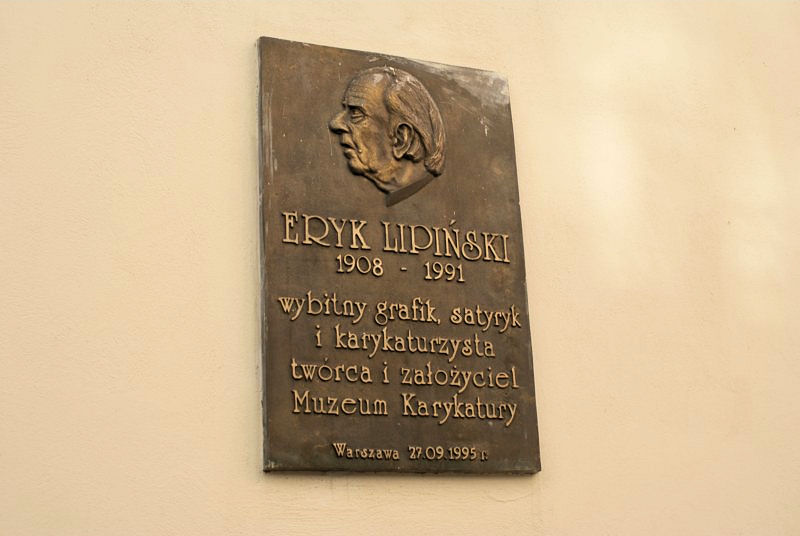 ERYK LIPIŃSKI
1908 - 1991
wybitny grafik, satyryk
i karykaturzysta
twórca i założyciel
Muzeum Karykatury
Warszawa 27.09.1995 r.